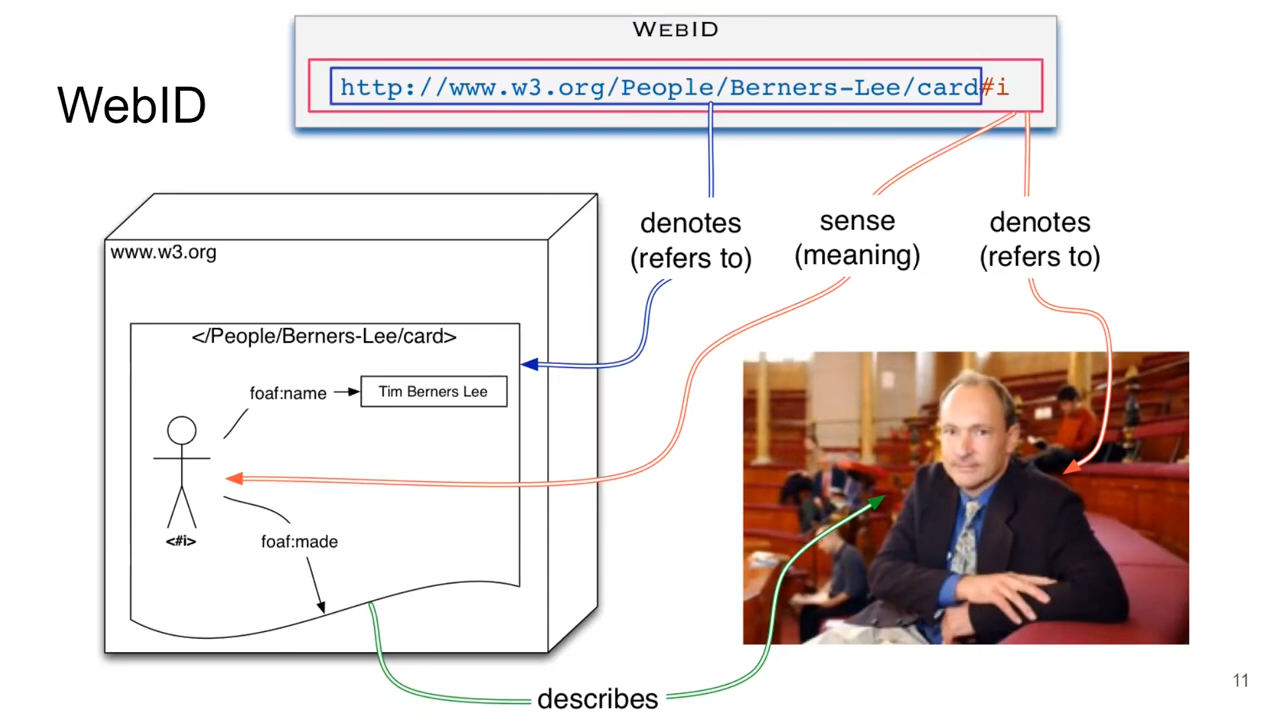 WEBID
http://www.w3.org/People/Berners-Lee/card#i
WebID
denotes
(refers to)
sense
(meaning)
denotes
(refers to)
www.w3.org
</People/Berners-Lee/card>
foaf:name
Tim Berners Lee
<#i>
foaf:made
describes
11